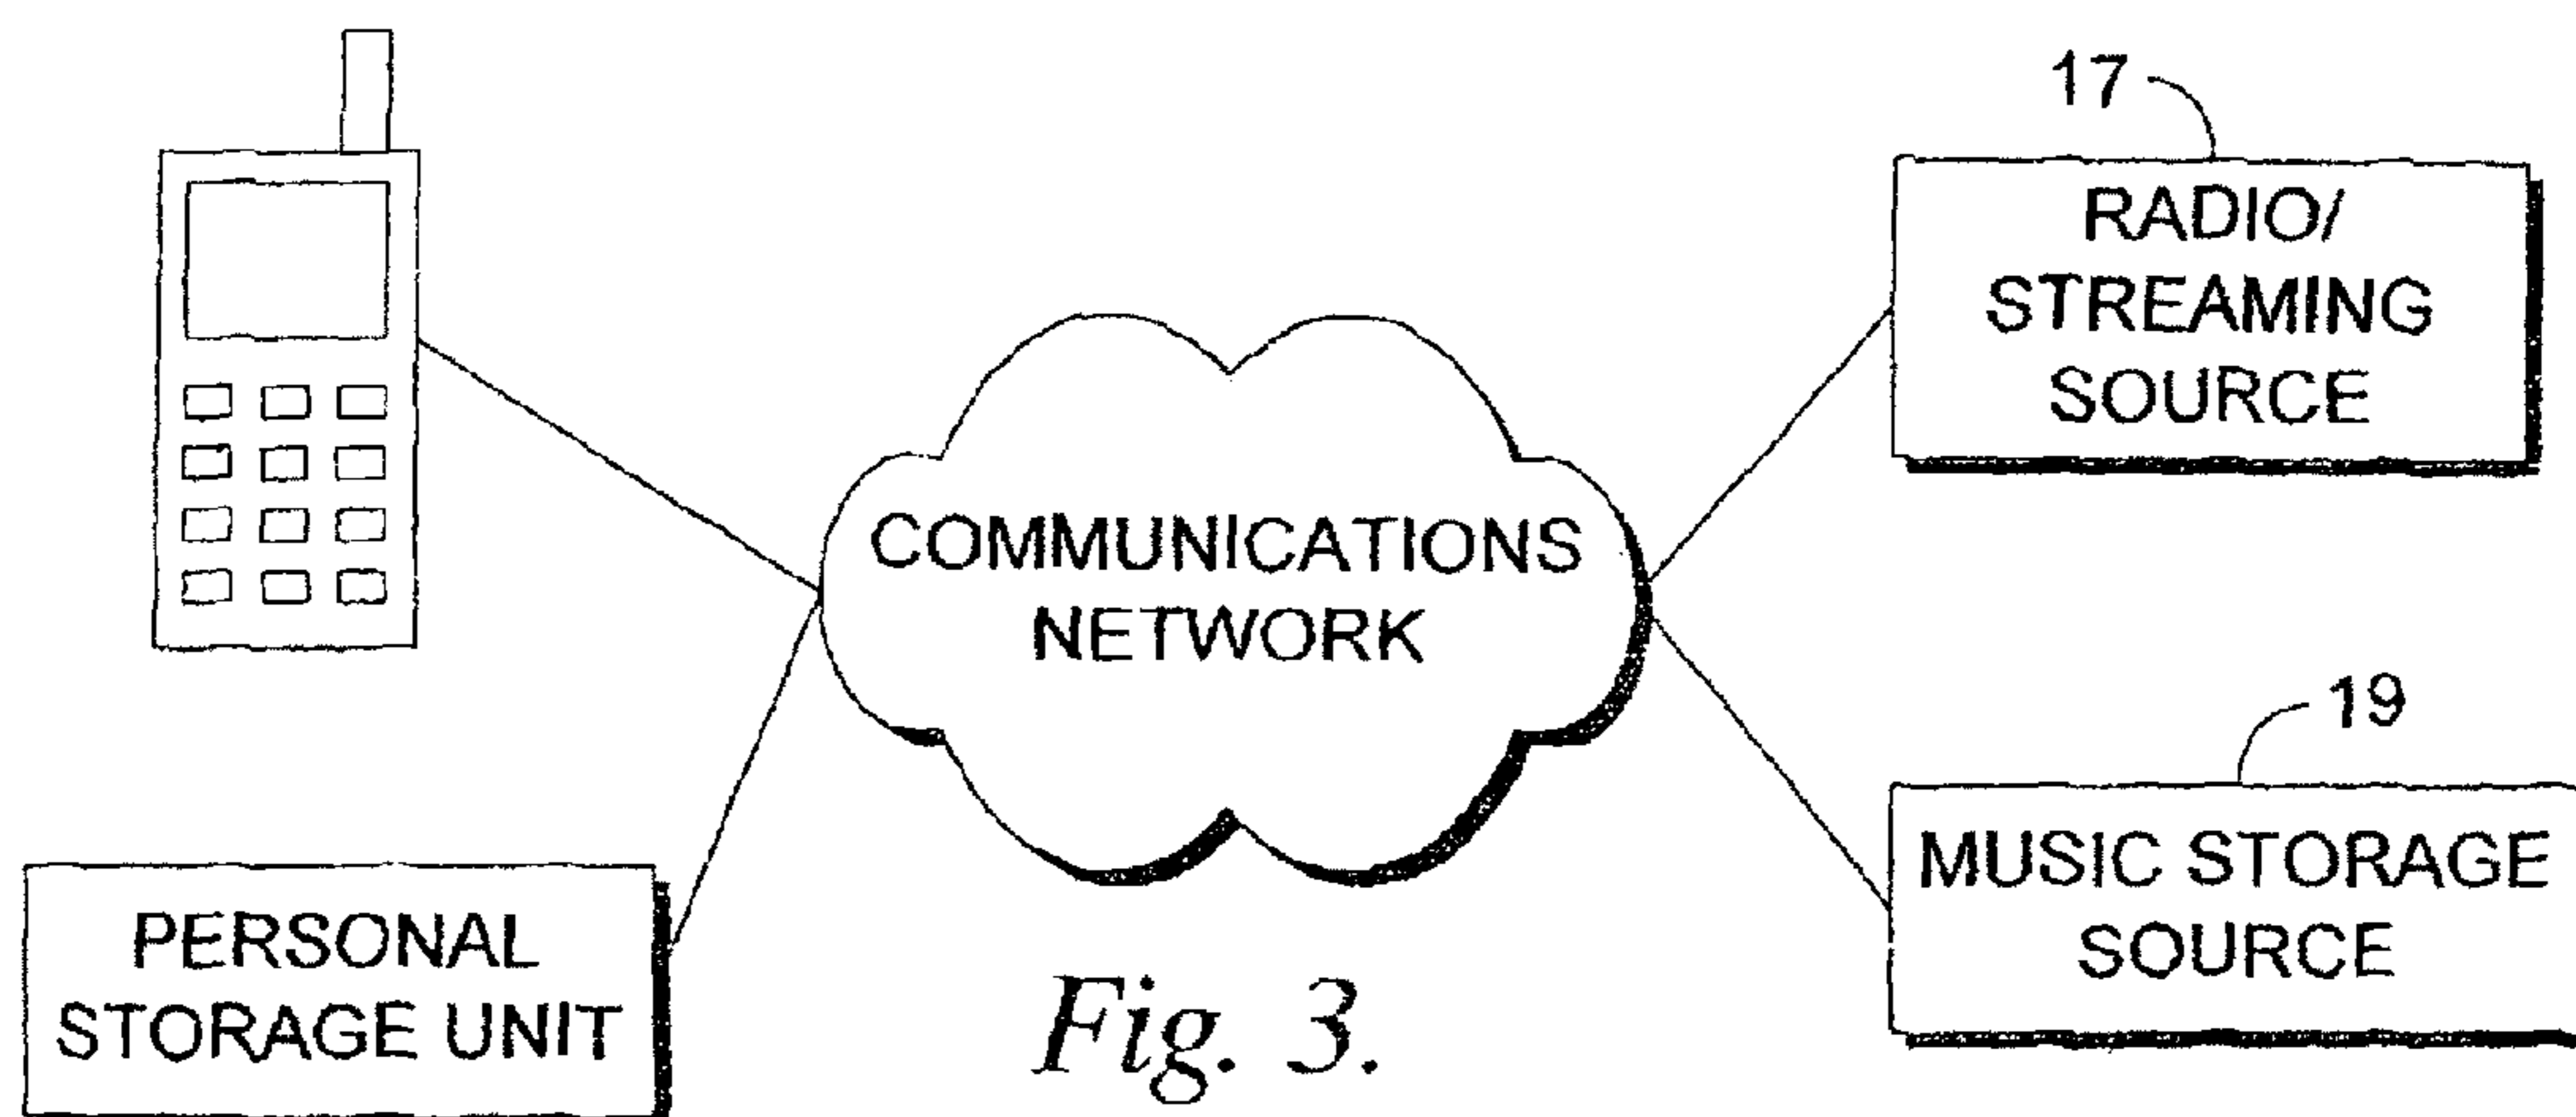 17
RADIO/
STREAMING
SOURCE
COMMUNICATIONS
NETWORK
19
MUSIC STORAGE
SOURCE
PERSONAL
STORAGE UNIT
Fig. 3.